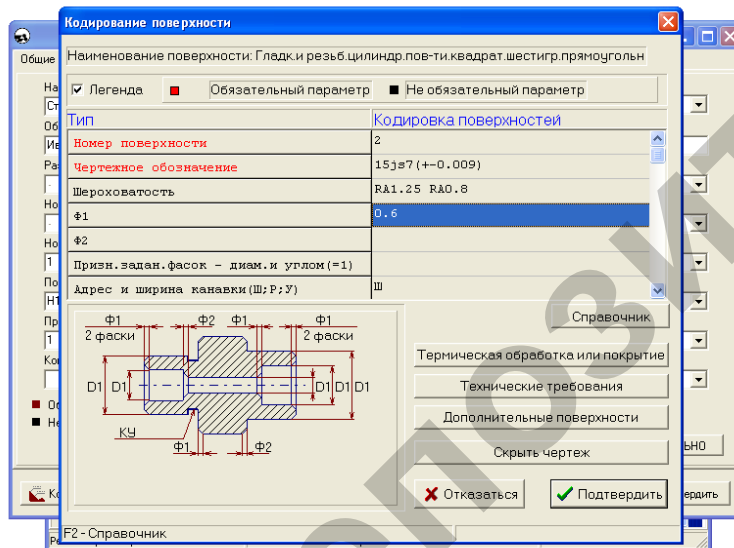 Кодирование поверхности
Общие
Наименование поверхности: Гладк.и резьб.цилиндр.пов-ти.квадрат.шестигр.прямоугольн
Легенда Обязательный параметр Не обязательный параметр
Тип Кодировка поверхностей
Номер поверхности 2
Чертежное обозначение 15js7(+-0.009)
Шероховатость RA1.25 RA0.8
Ф1 0.6
Ф2
Призн.задан.фасок - диам.и углом(=1)
Адрес и ширина канавки(Ш;Р;У) Ш
Ф1 Ф2 Ф1 Ф1
2 фаски 2 фаски
D1 D1 D1 D1 D1
КУ
Ф1 Ф2
Справочник
Термическая обработка или покрытие
Технические требования
Дополнительные поверхности
Скрыть чертеж
Отказаться Подтвердить
F2 - Справочник